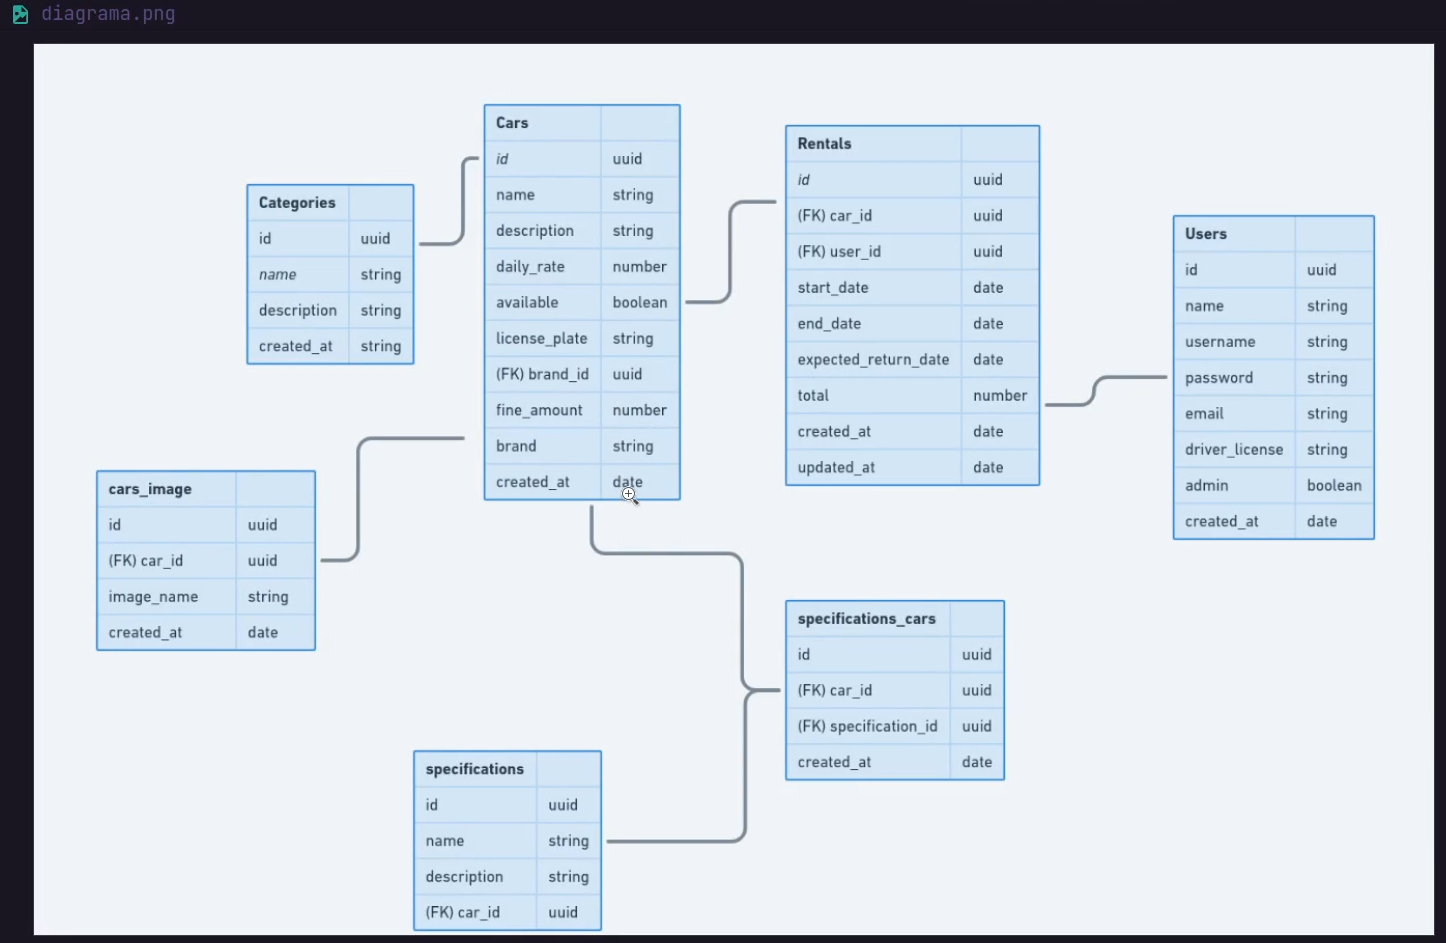 diagrama.png
Cars
id uuid
name string
description string
daily_rate number
available boolean
license_plate string
(FK) brand_id uuid
fine_amount number
brand string
created_at date
Rentals
id uuid
(FK) car_id uuid
(FK) user_id uuid
start_date date
end_date date
expected_return_date date
total number
created_at date
updated_at date
Categories
id uuid
name string
description string
created_at string
Users
id uuid
name string
username string
password string
email string
driver_license string
admin boolean
created_at date
cars_image
id uuid
(FK) car_id uuid
image_name string
created_at date
specifications_cars
id uuid
(FK) car_id uuid
(FK) specification_id uuid
created_at date
specifications
id uuid
name string
description string
(FK) car_id uuid